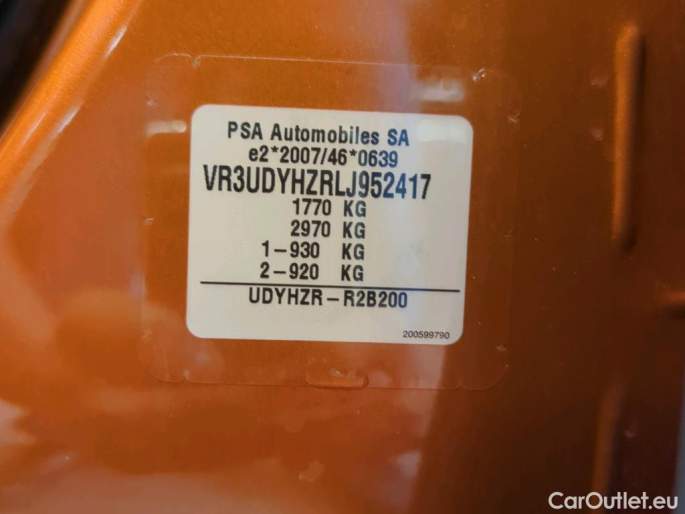 PSA Automobiles SA
e2*2007/46*0639
VR3UDYHZRLJ952417
1770 KG
2970 KG
1-930 KG
2-920 KG
UDYHZR-R2B200
200599790
CarOutlet.eu